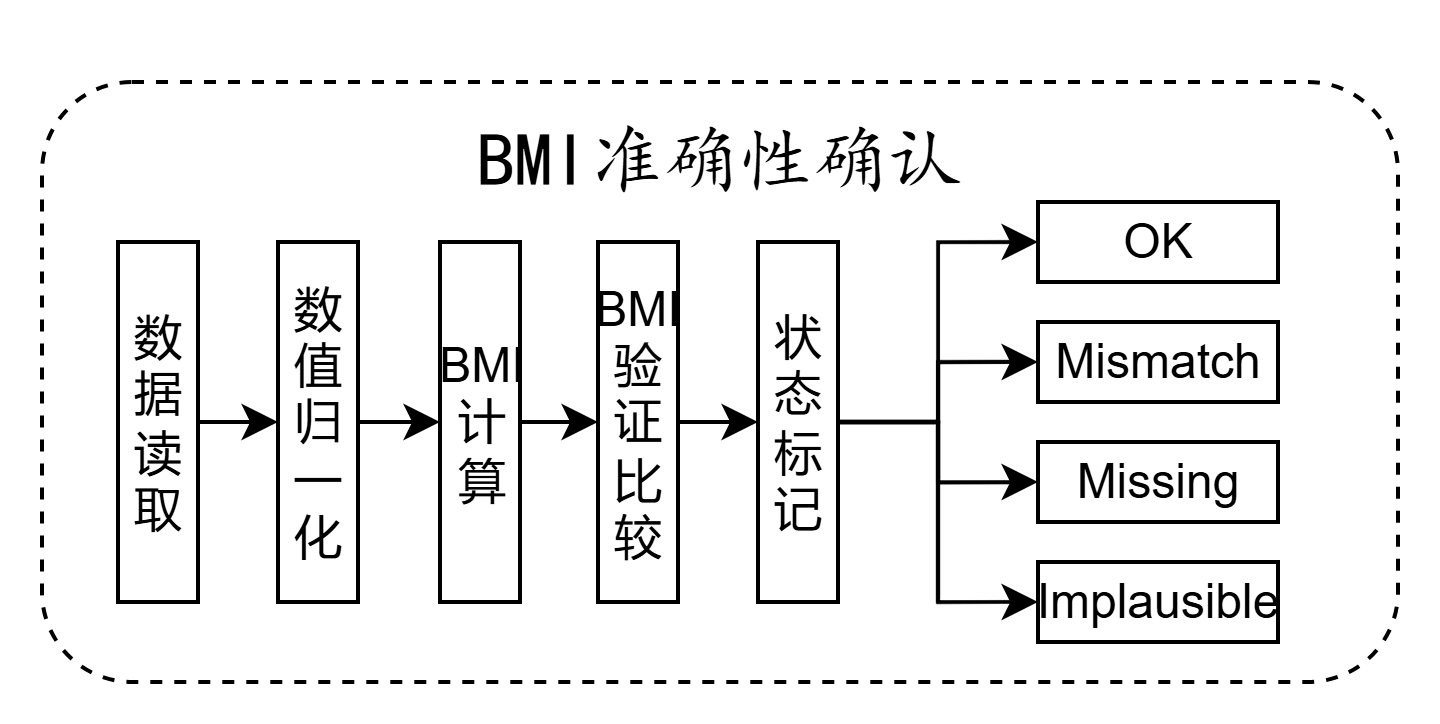 BMI准确性确认
数据读取
数值归一化
BMI计算
BMI验证比较
状态标记
OK
Mismatch
Missing
Implausible